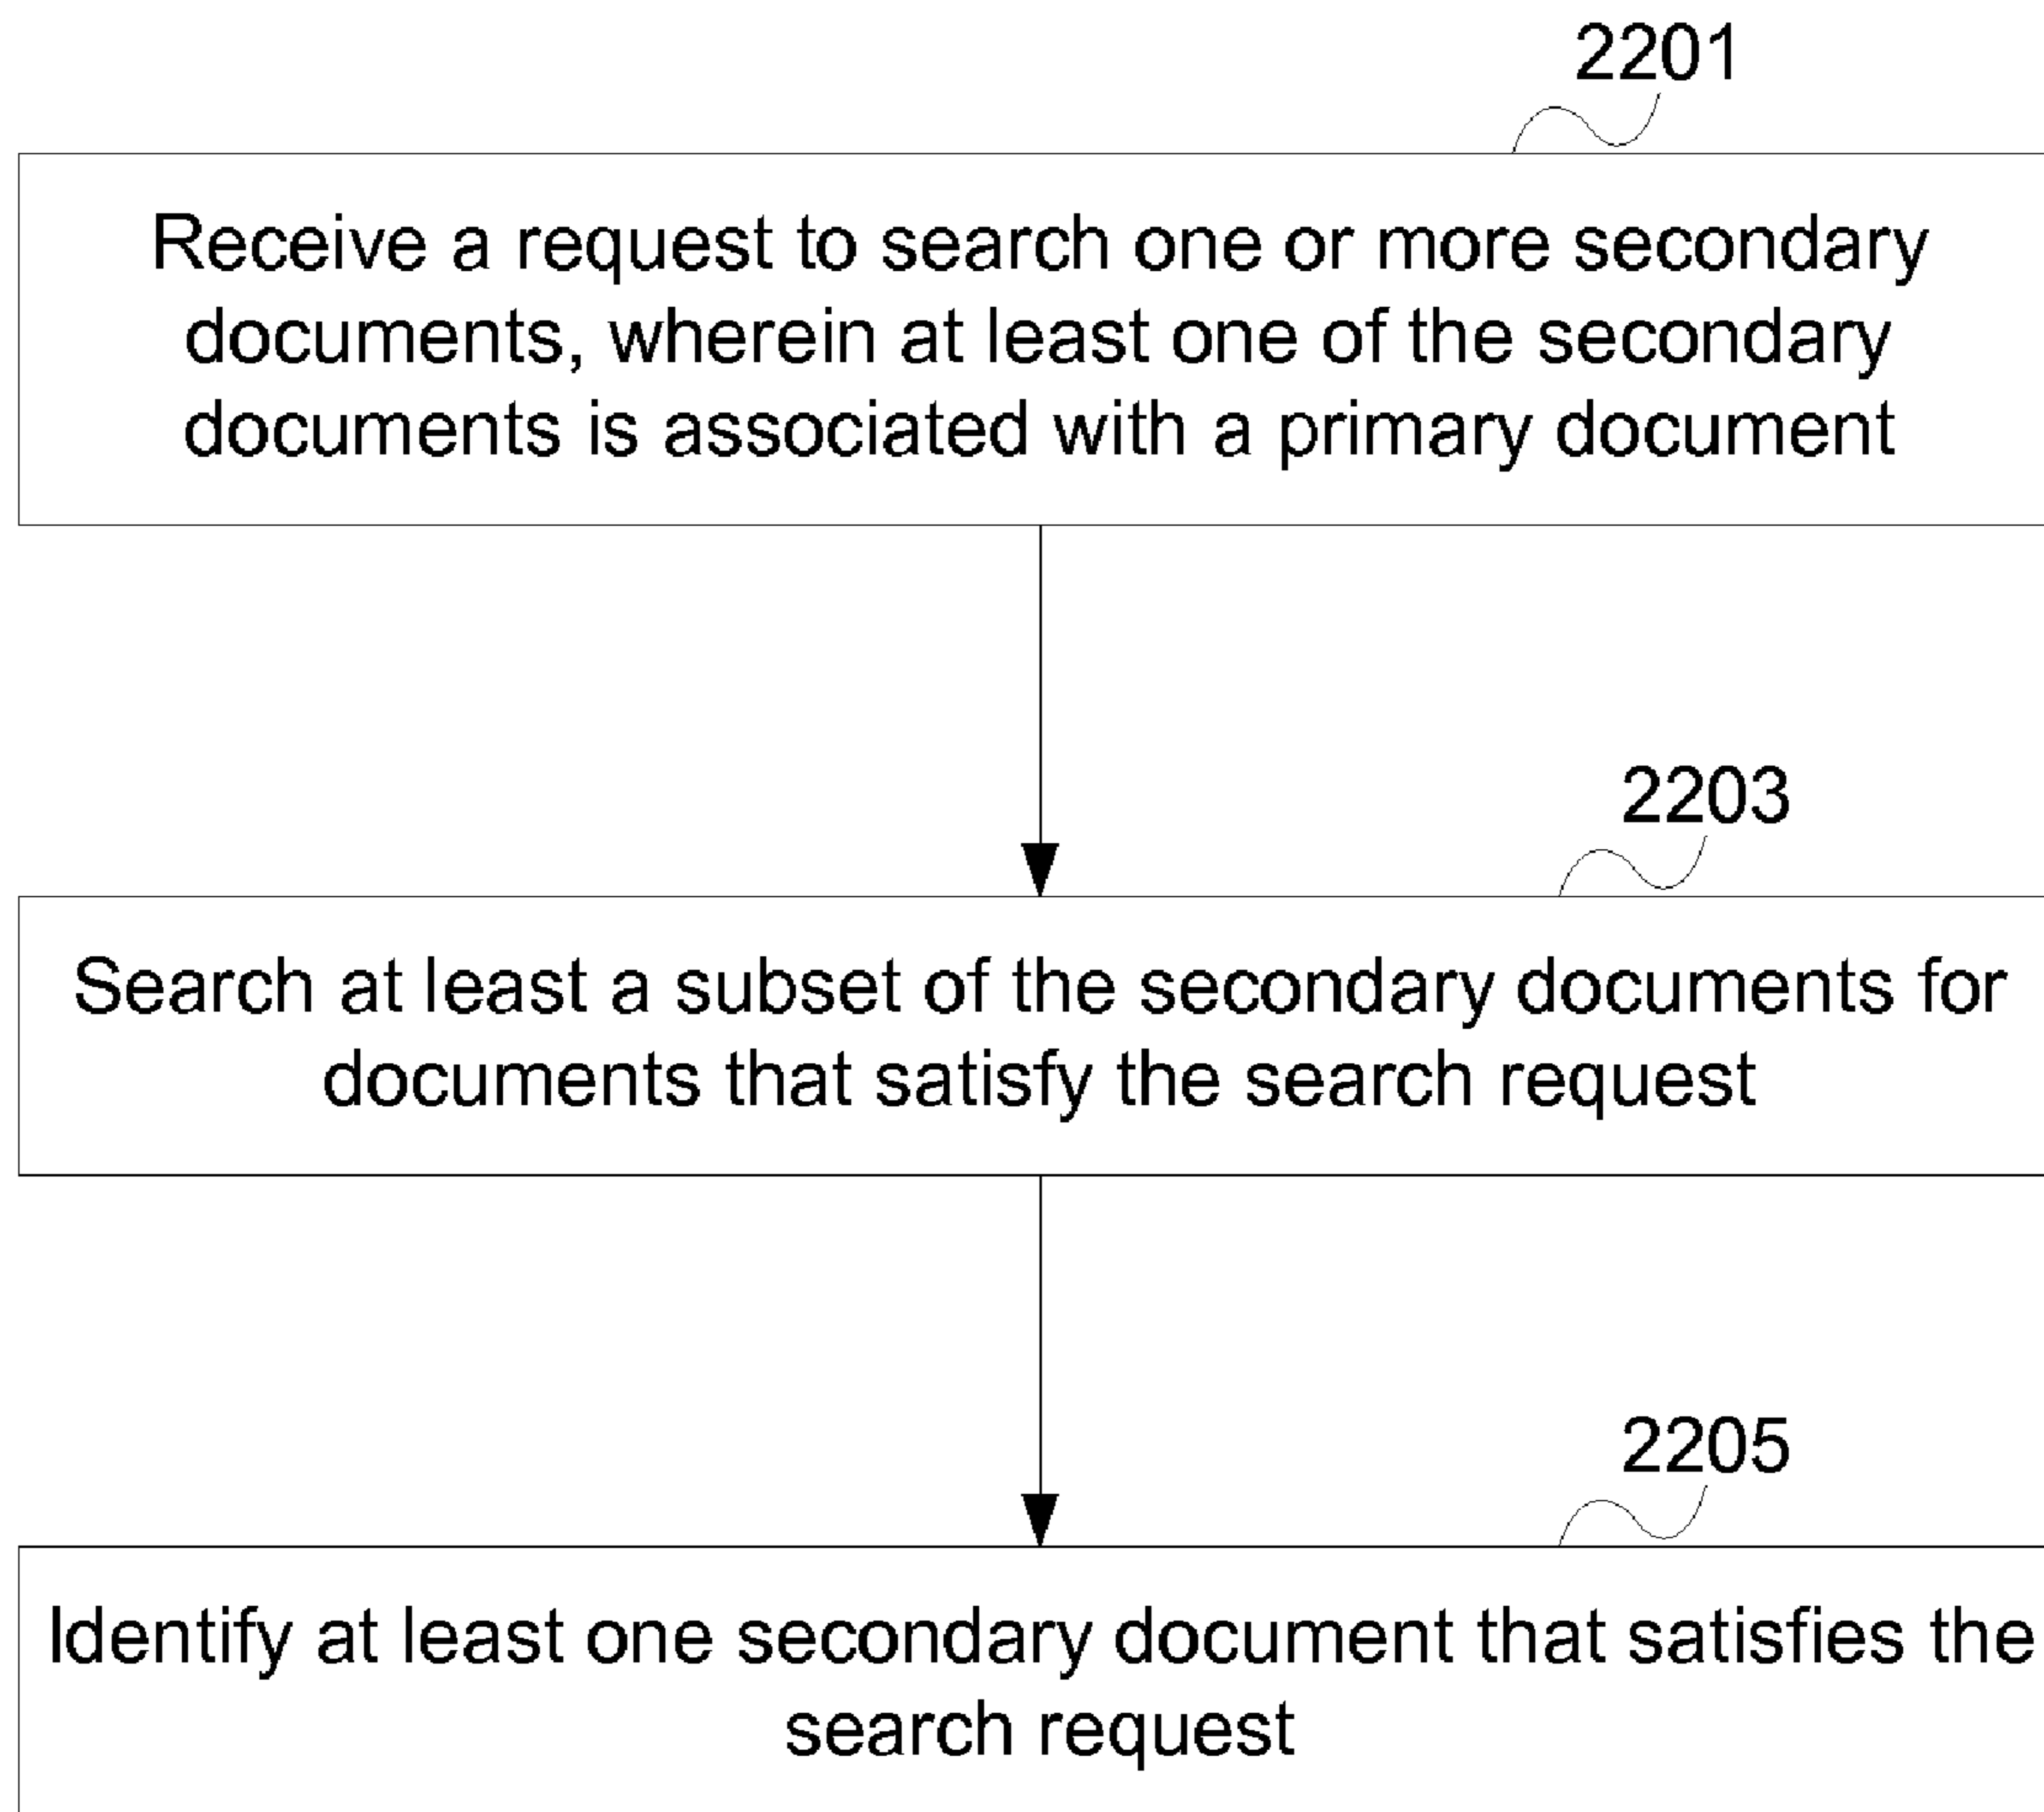 2201
Receive a request to search one or more secondary
documents, wherein at least one of the secondary
documents is associated with a primary document
2203
Search at least a subset of the secondary documents for
documents that satisfy the search request
2205
Identify at least one secondary document that satisfies the
search request